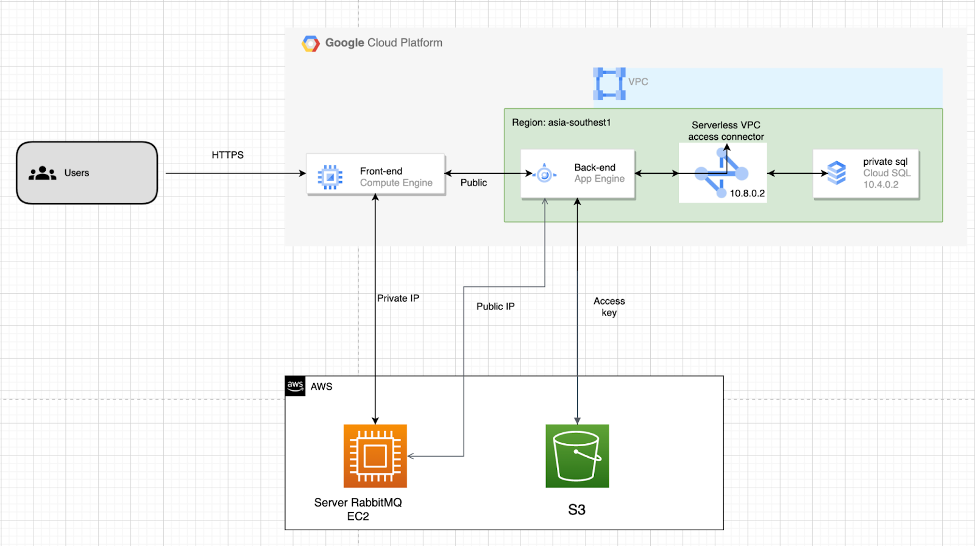 Google Cloud Platform
VPC
Region: asia-southest1
Serverless VPC
access connector
HTTPS
Users
Front-end
Compute Engine
Public
Back-end
App Engine
10.8.0.2
private sql
Cloud SQL
10.4.0.2
Private IP
Public IP
Access
key
aws
AWS
Server RabbitMQ
EC2
S3